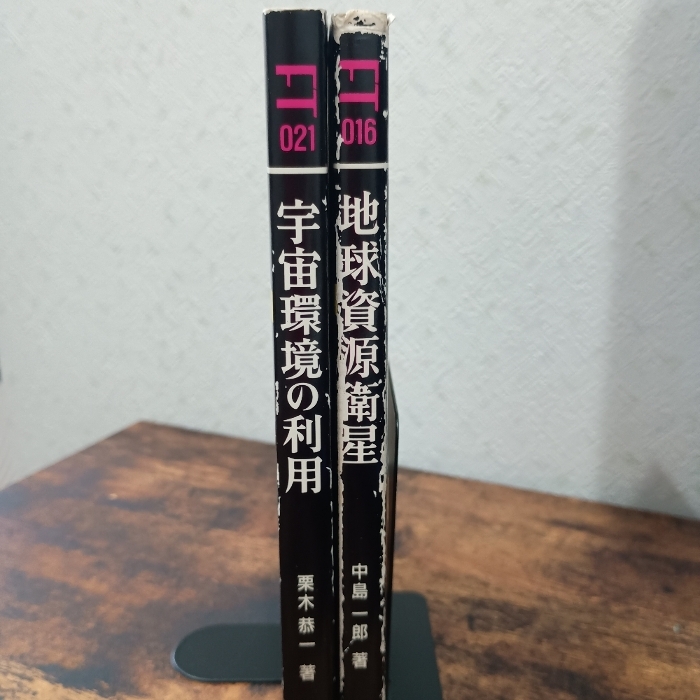 FT
021
宇宙環境の利用
栗木恭一 著
FT
016
地球資源衛星
中島一郎 著